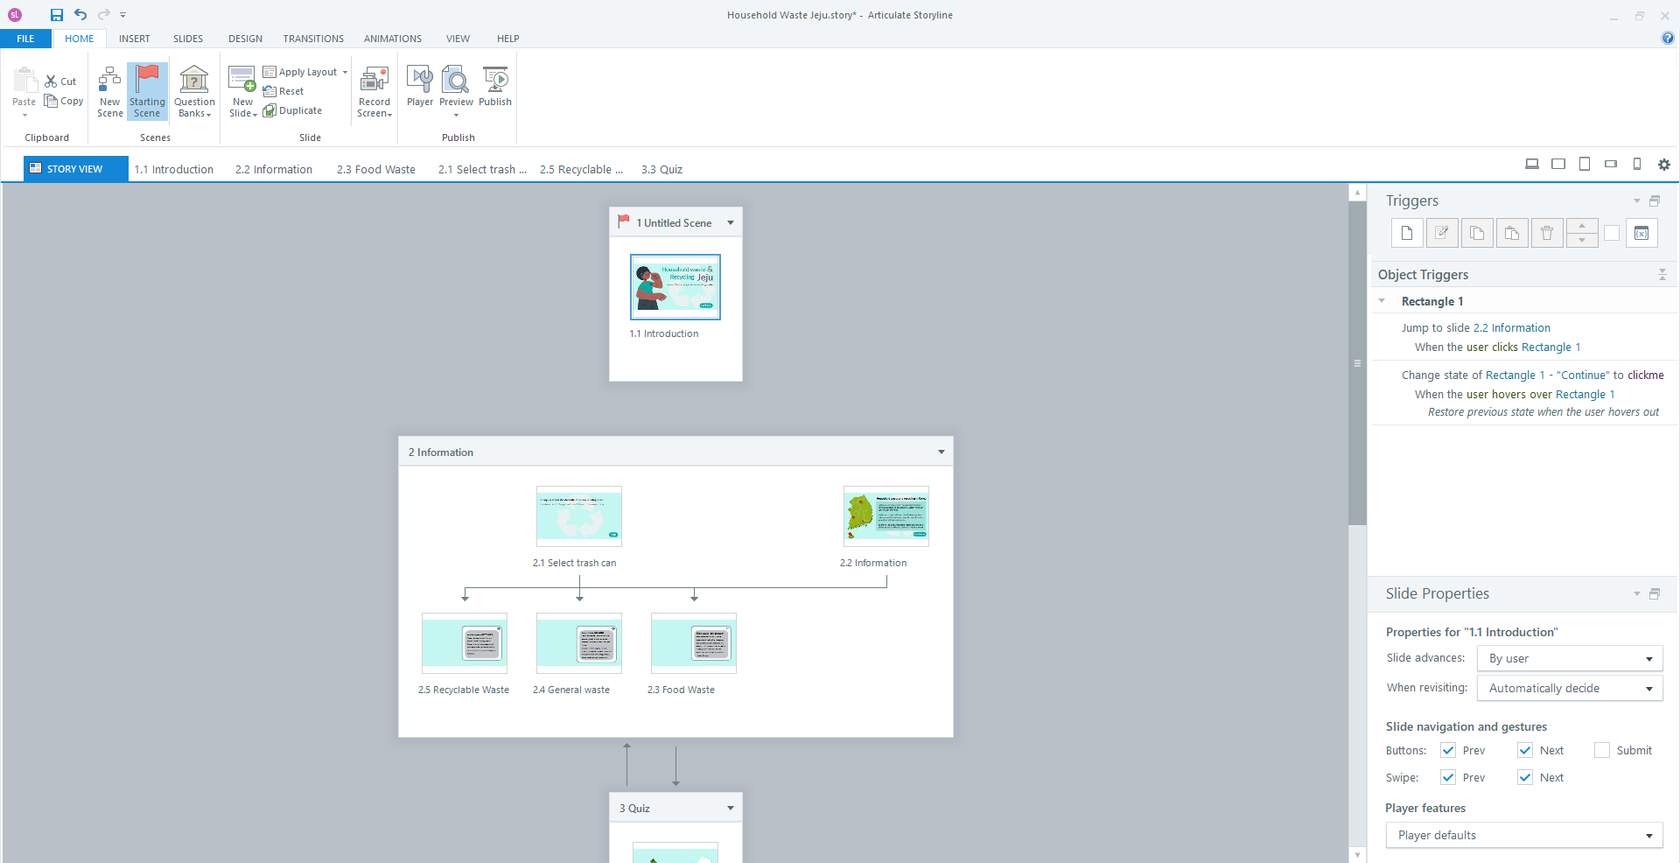 sl
Household Waste Jeju.story* - Articulate Storyline
FILE HOME INSERT SLIDES DESIGN TRANSITIONS ANIMATIONS VIEW HELP
Paste
Cut
Copy
Clipboard
New Scene
Starting Scene
Question Banks
Scenes
New Slide
Apply Layout
Reset
Duplicate
Slide
Record Screen
Player
Preview
Publish
Publish
STORY VIEW 1.1 Introduction 2.2 Information 2.3 Food Waste 2.1 Select trash ... 2.5 Recyclable ... 3.3 Quiz
1 Untitled Scene
Household waste &
Recycling Jeju
1.1 Introduction
2 Information
2.1 Select trash can
2.2 Information
2.5 Recyclable Waste
2.4 General waste
2.3 Food Waste
3 Quiz
Triggers
Object Triggers
Rectangle 1
Jump to slide 2.2 Information
When the user clicks Rectangle 1
Change state of Rectangle 1 - "Continue" to clickme
When the user hovers over Rectangle 1
Restore previous state when the user hovers out
Slide Properties
Properties for "1.1 Introduction"
Slide advances: By user
When revisiting: Automatically decide
Slide navigation and gestures
Buttons: Prev Next Submit
Swipe: Prev Next
Player features
Player defaults